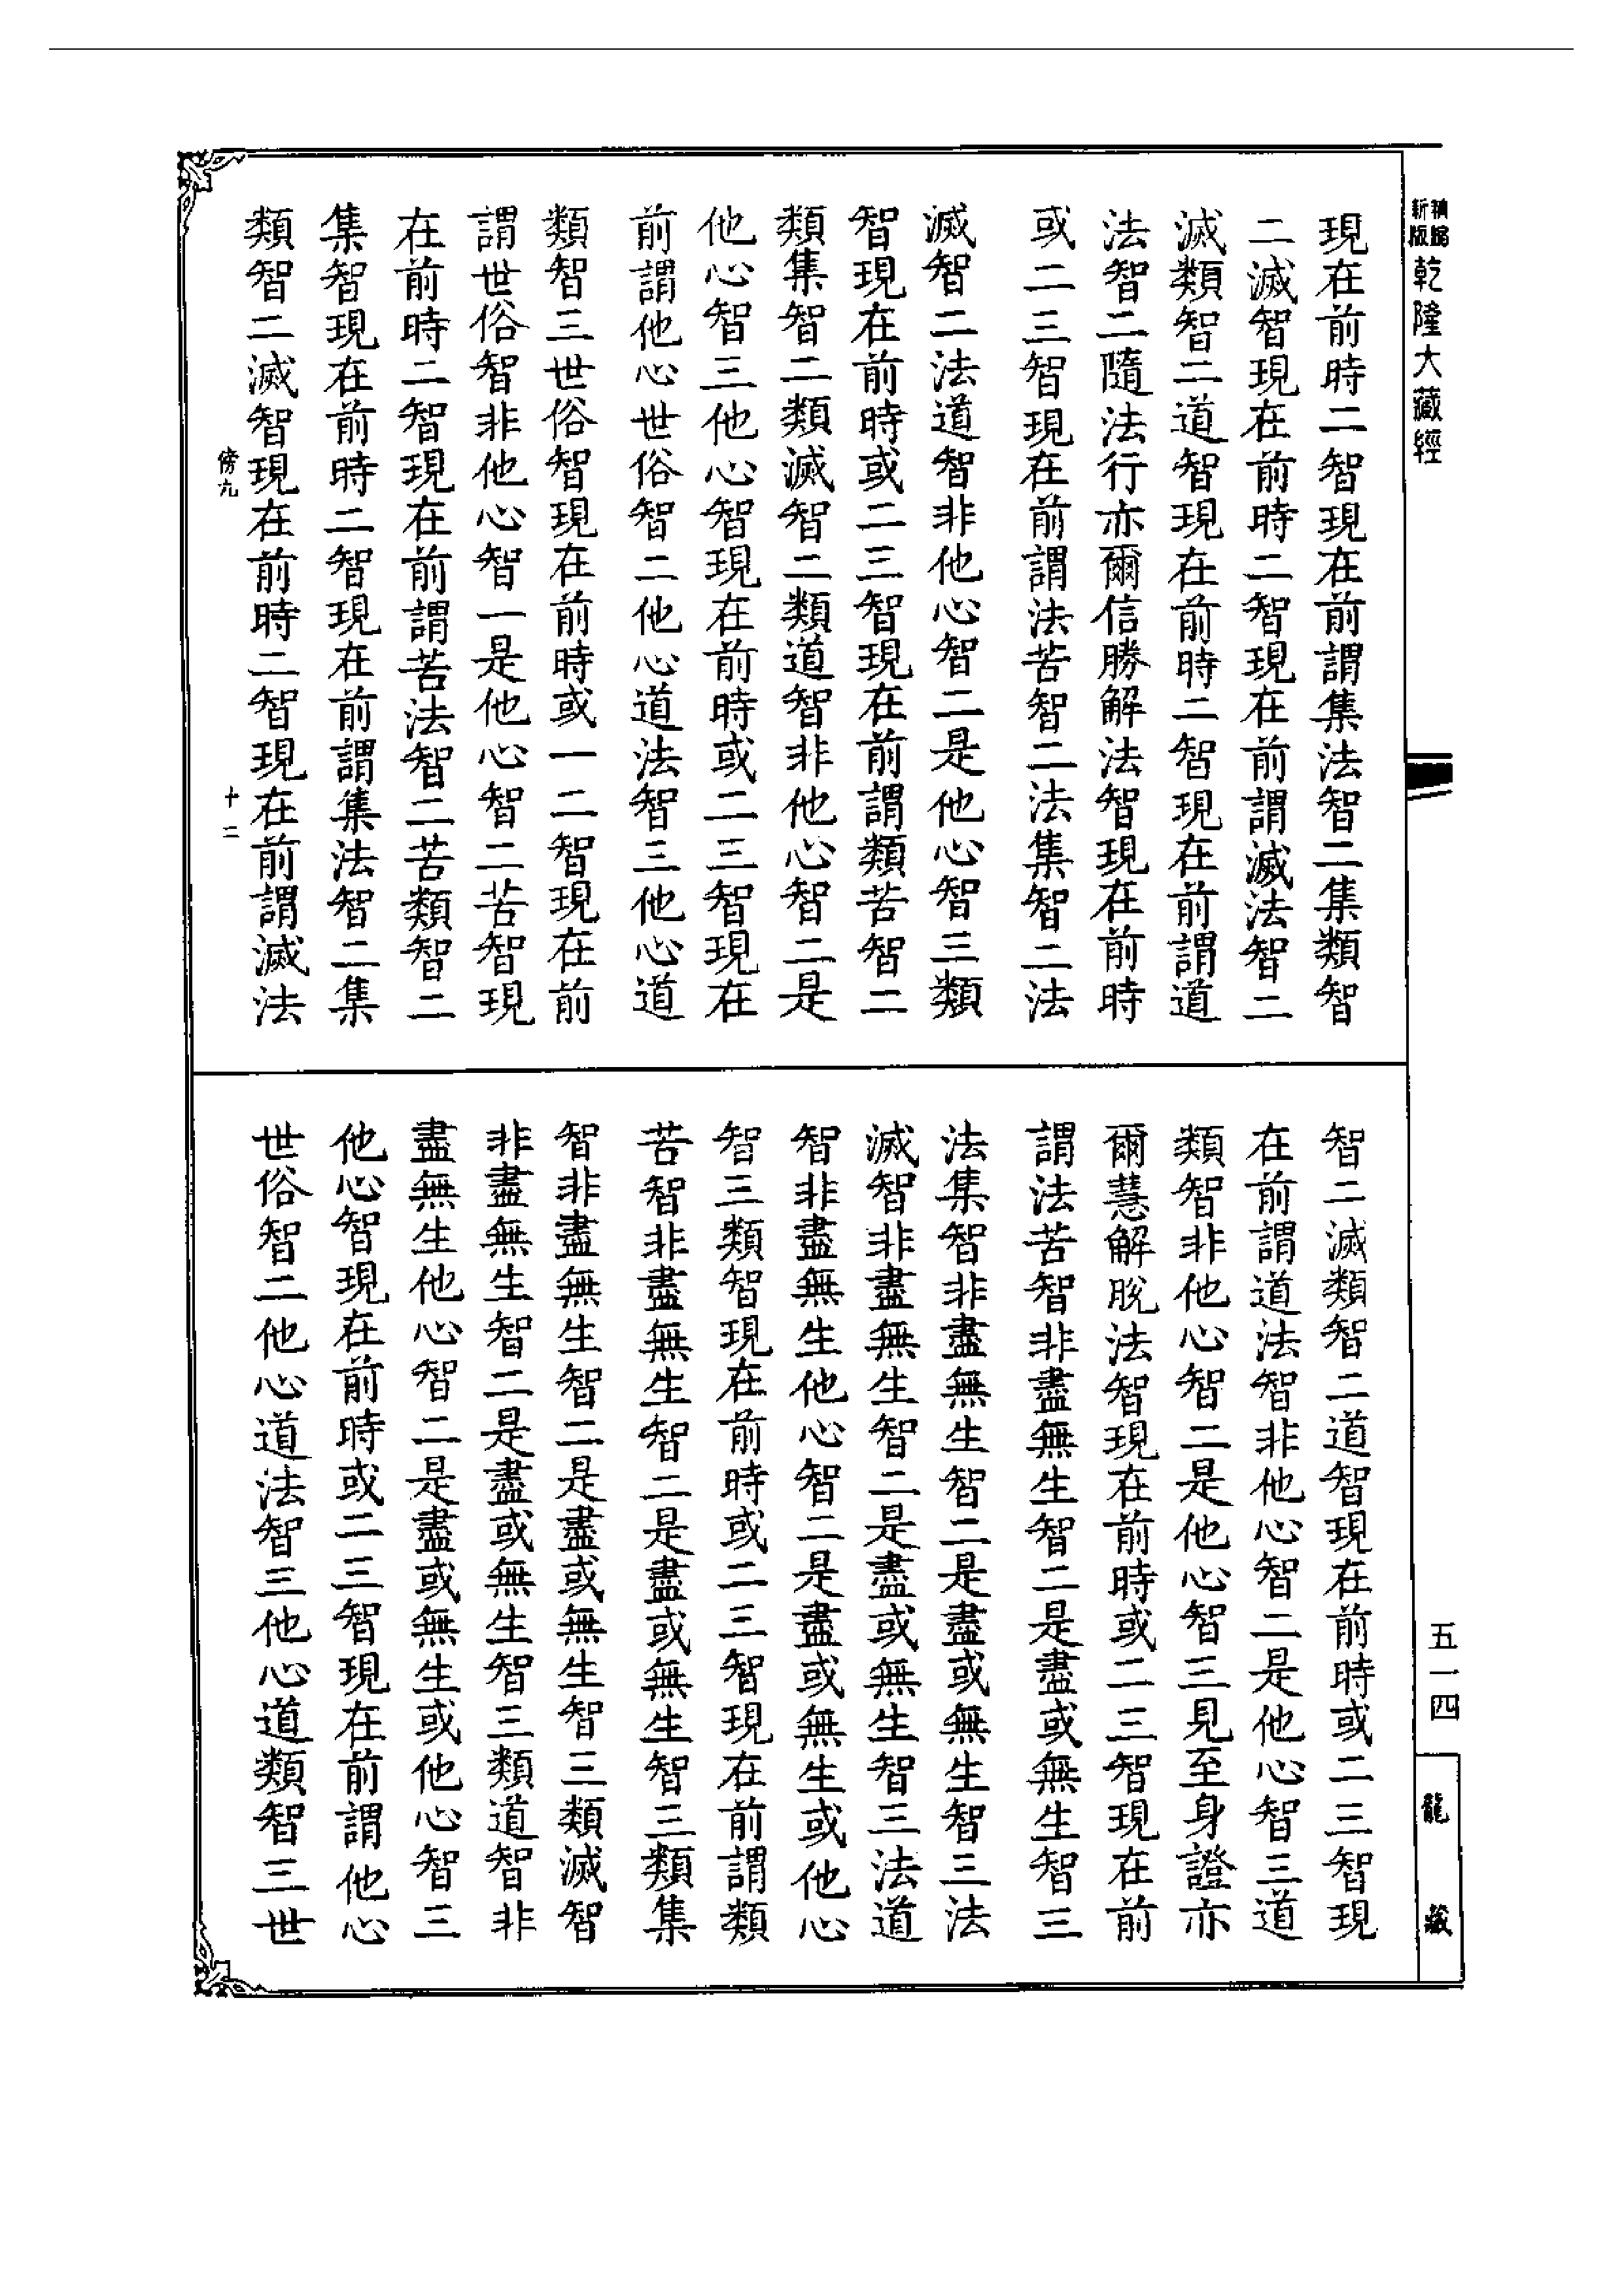 新編
縮版
乾隆大藏經
現在前時二智現在前謂集法智二集類智
二滅智現在前時二智現在前謂滅法智二
滅類智二道智現在前時二智現在前謂道
法智二隨法行亦爾信勝解法智現在前時
或二三智現在前謂法苦智二法集智二法
滅智二法道智非他心智二是他心智三類
智現在前時或二三智現在前謂類苦智二
類集智二類滅智二類道智非他心智二是
他心智三他心智現在前時或二三智現在
前謂他心世俗智二他心道法智三他心道
類智三世俗智現在前時或一二智現在前
謂世俗智非他心智一是他心智二苦智現
在前時二智現在前謂苦法智二苦類智二
集智現在前時二智現在前謂集法智二集
類智二滅智現在前時二智現在前謂滅法
傍九
十二
智二滅類智二道智現在前時或二三智現
在前謂道法智非他心智二是他心智三道
類智非他心智二是他心智三見至身證亦
爾慧解脫法智現在前時或二三智現在前
謂法苦智非盡無生智二是盡或無生智三
法集智非盡無生智二是盡或無生智三法
滅智非盡無生智二是盡或無生智三法道
智非盡無生他心智二是盡或無生或他心
智三類智現在前時或二三智現在前謂類
苦智非盡無生智二是盡或無生智三類集
智非盡無生智二是盡或無生智三類滅智
非盡無生智二是盡或無生智三類道智非
盡無生他心智二是盡或無生或他心智三
他心智現在前時或二三智現在前謂他心
世俗智二他心道法智三他心道類智三世
五一四
龍藏